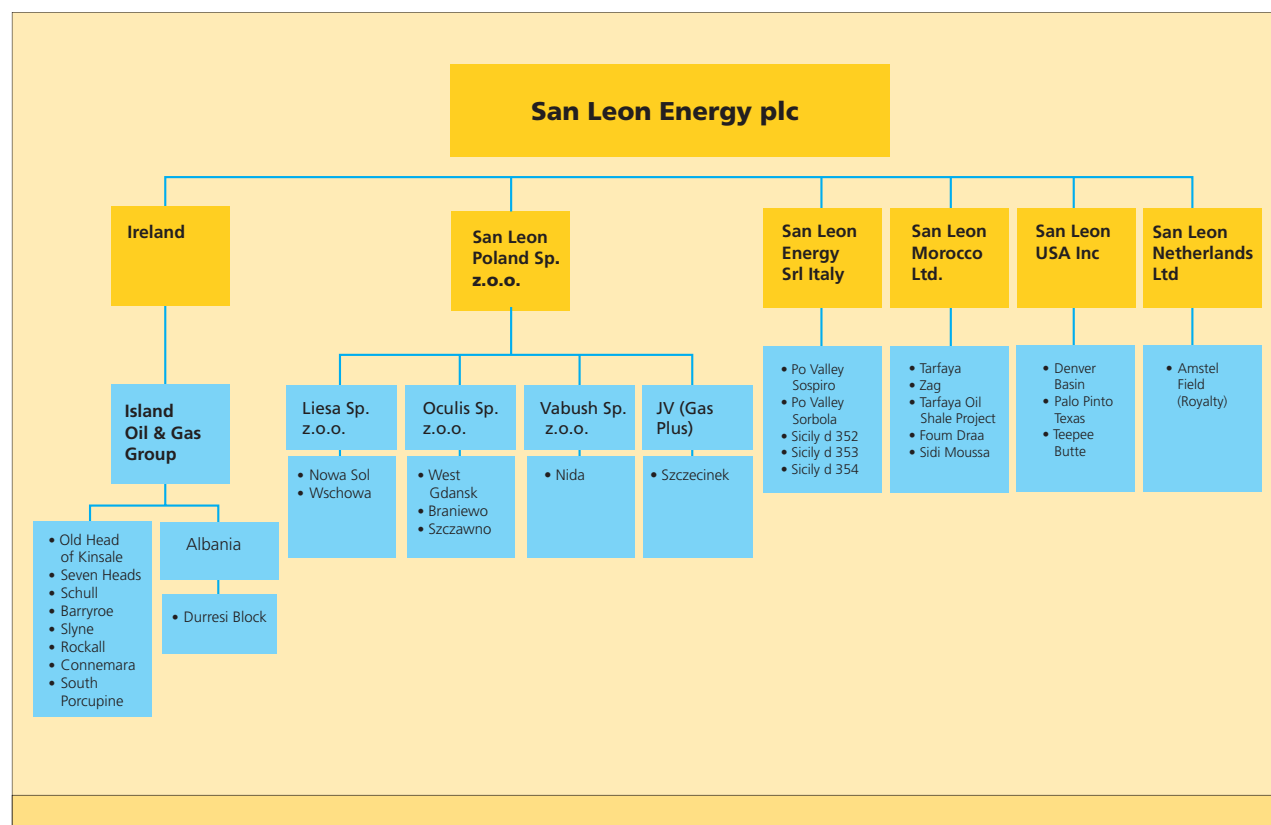 San Leon Energy plc
Ireland
San Leon
Poland Sp.
z.o.o.
San Leon
Energy
Srl Italy
San Leon
Morocco
Ltd.
San Leon
USA Inc
San Leon
Netherlands
Ltd
Island
Oil & Gas
Group
• Old Head
of Kinsale
• Seven Heads
• Schull
• Barryroe
• Slyne
• Rockall
• Connemara
• South
Porcupine
Albania
• Durresi Block
Liesa Sp.
z.o.o.
• Nowa Sol
• Wschowa
Oculis Sp.
z.o.o.
• West
Gdansk
• Braniewo
• Szczawno
Vabush Sp.
z.o.o.
• Nida
JV (Gas
Plus)
• Szczecinek
• Po Valley
Sospiro
• Po Valley
Sorbola
• Sicily d 352
• Sicily d 353
• Sicily d 354
• Tarfaya
• Zag
• Tarfaya Oil
Shale Project
• Foum Draa
• Sidi Moussa
• Denver
Basin
• Palo Pinto
Texas
• Teepee
Butte
• Amstel
Field
(Royalty)